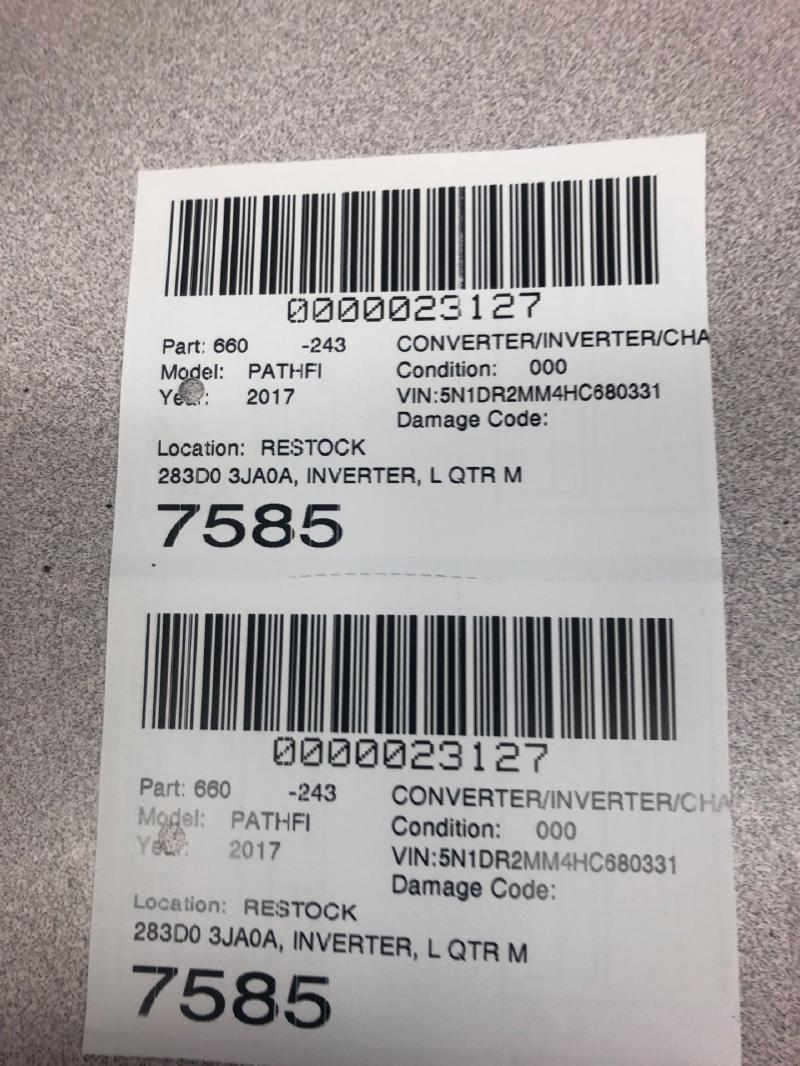 0000023127
Part: 660 -243 CONVERTER/INVERTER/CHA
Model: PATHFI Condition: 000
Year: 2017 VIN:5N1DR2MM4HC680331
Damage Code:
Location: RESTOCK
283D0 3JA0A, INVERTER, L QTR M
7585
0000023127
Part: 660 -243 CONVERTER/INVERTER/CHA
Model: PATHFI Condition: 000
Year: 2017 VIN:5N1DR2MM4HC680331
Damage Code:
Location: RESTOCK
283D0 3JA0A, INVERTER, L QTR M
7585